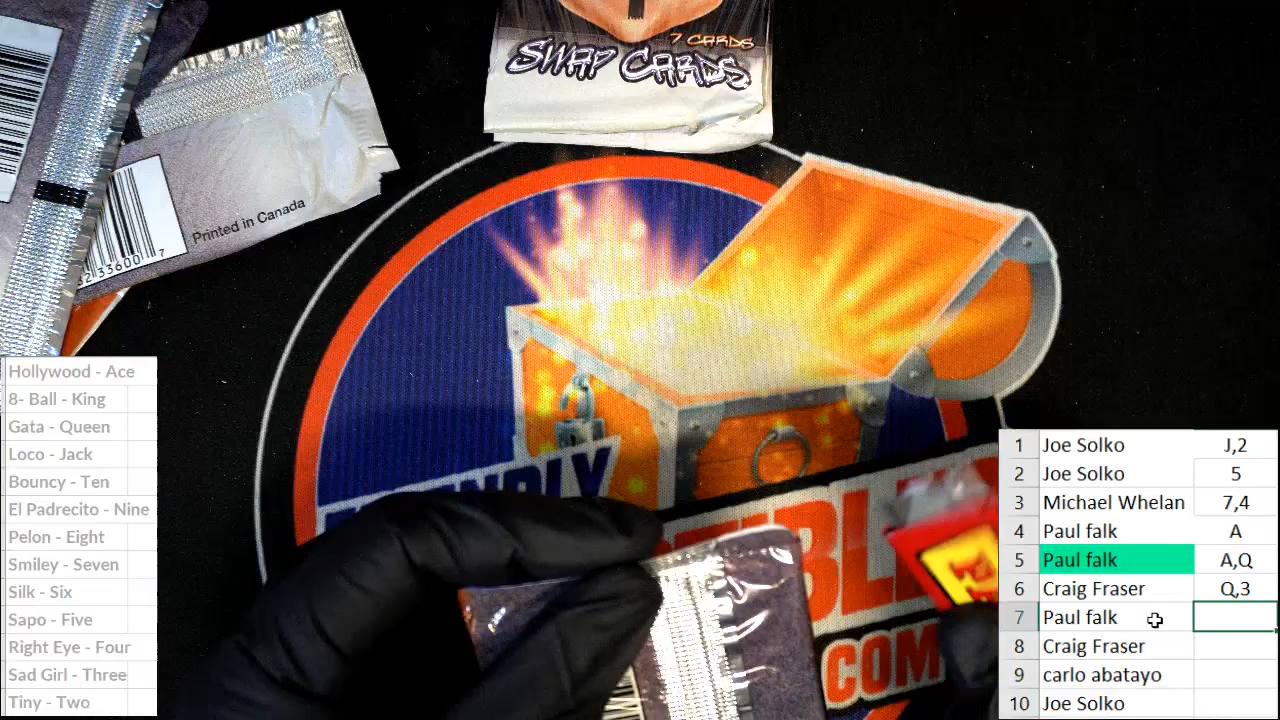 7 CARDS
SWAP CARDS
Printed in Canada
33600 7
COM
Hollywood - Ace
8- Ball - King
Gata - Queen
Loco - Jack
Bouncy - Ten
El Padrecito - Nine
Pelon - Eight
Smiley - Seven
Silk - Six
Sapo - Five
Right Eye - Four
Sad Girl - Three
Tiny - Two
1 Joe Solko J,2
2 Joe Solko 5
3 Michael Whelan 7,4
4 Paul falk A
5 Paul falk A,Q
6 Craig Fraser Q,3
7 Paul falk
8 Craig Fraser
9 carlo abatayo
10 Joe Solko